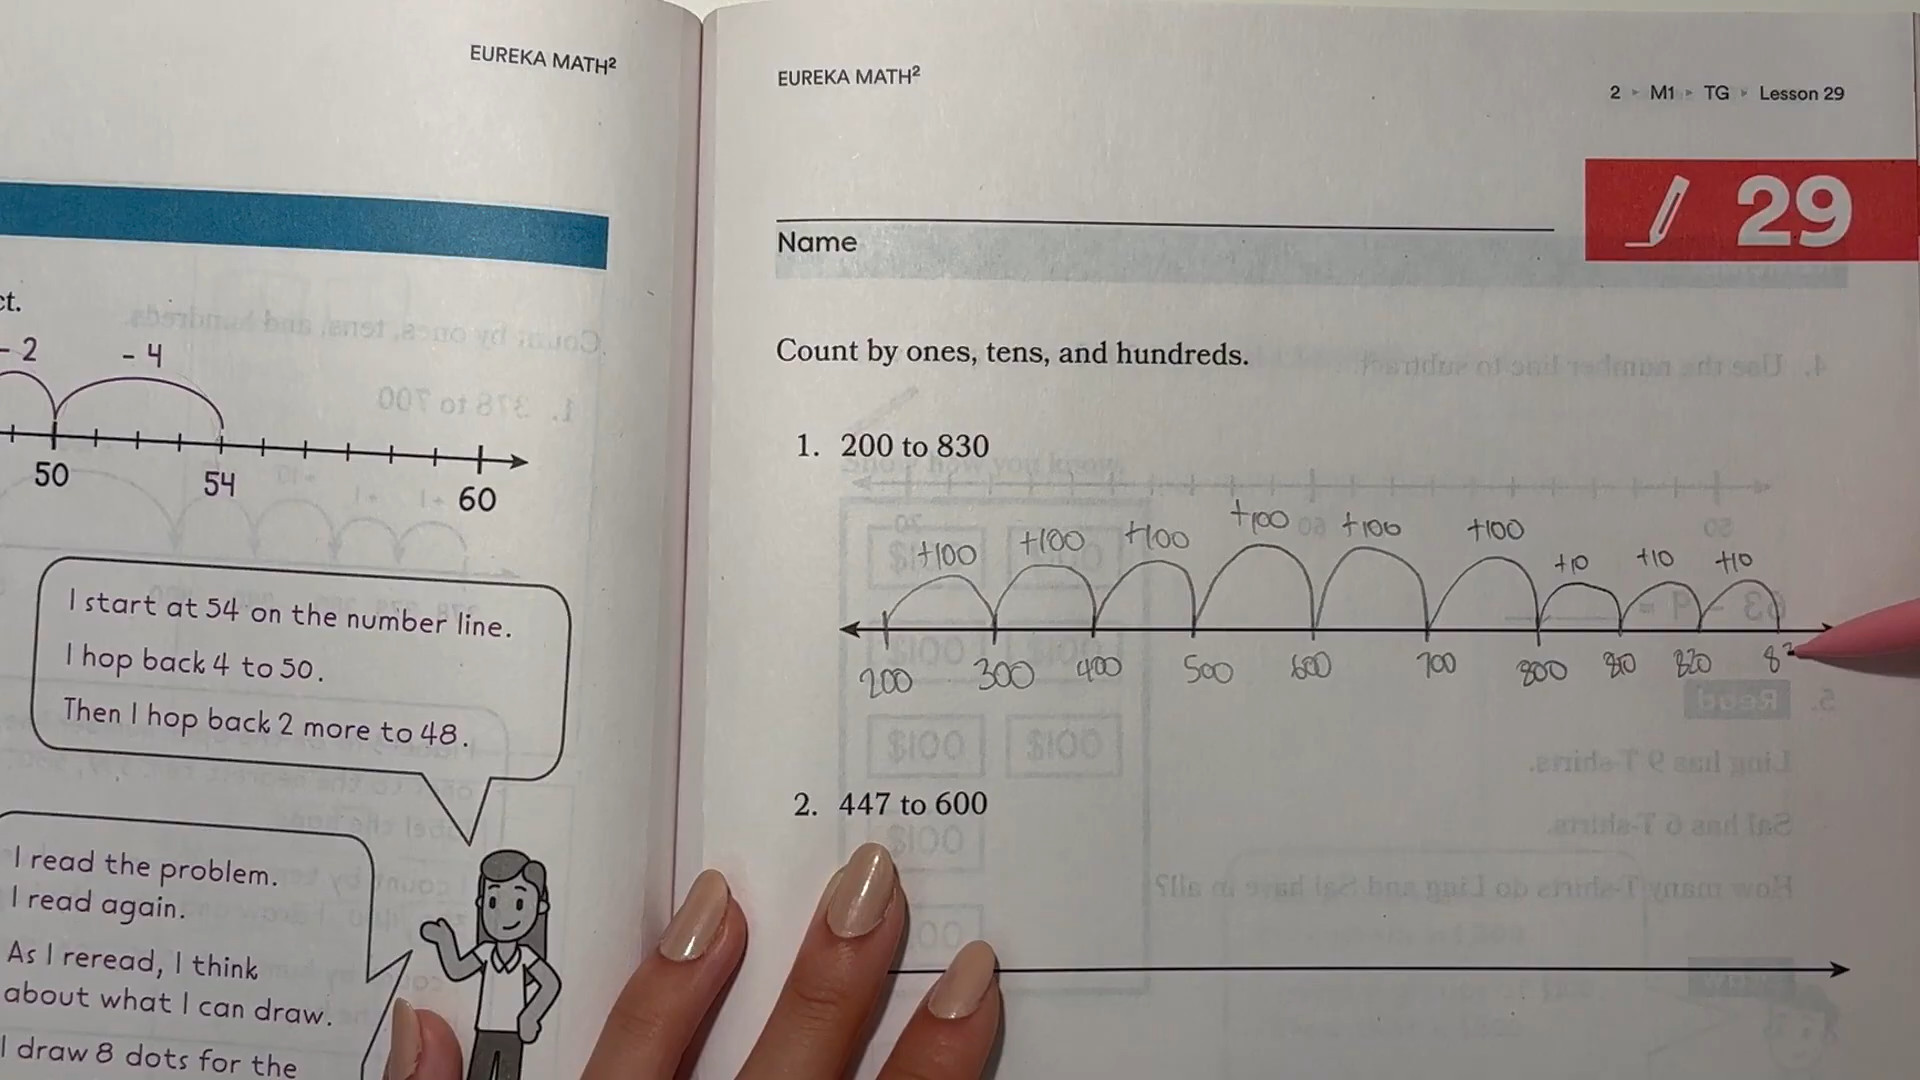 EUREKA MATH²
ct.
- 2
- 4
50
54
60
I start at 54 on the number line.
I hop back 4 to 50.
Then I hop back 2 more to 48.
I read the problem.
I read again.
As I reread, I think
about what I can draw.
I draw 8 dots for the
EUREKA MATH²
2 ▸ M1 ▸ TG ▸ Lesson 29
29
Name
Count by ones, tens, and hundreds.
1. 200 to 830
+100 +100 +100 +100 +100 +100 +10 +10 +10
200 300 400 500 600 700 800 810 820
2. 447 to 600